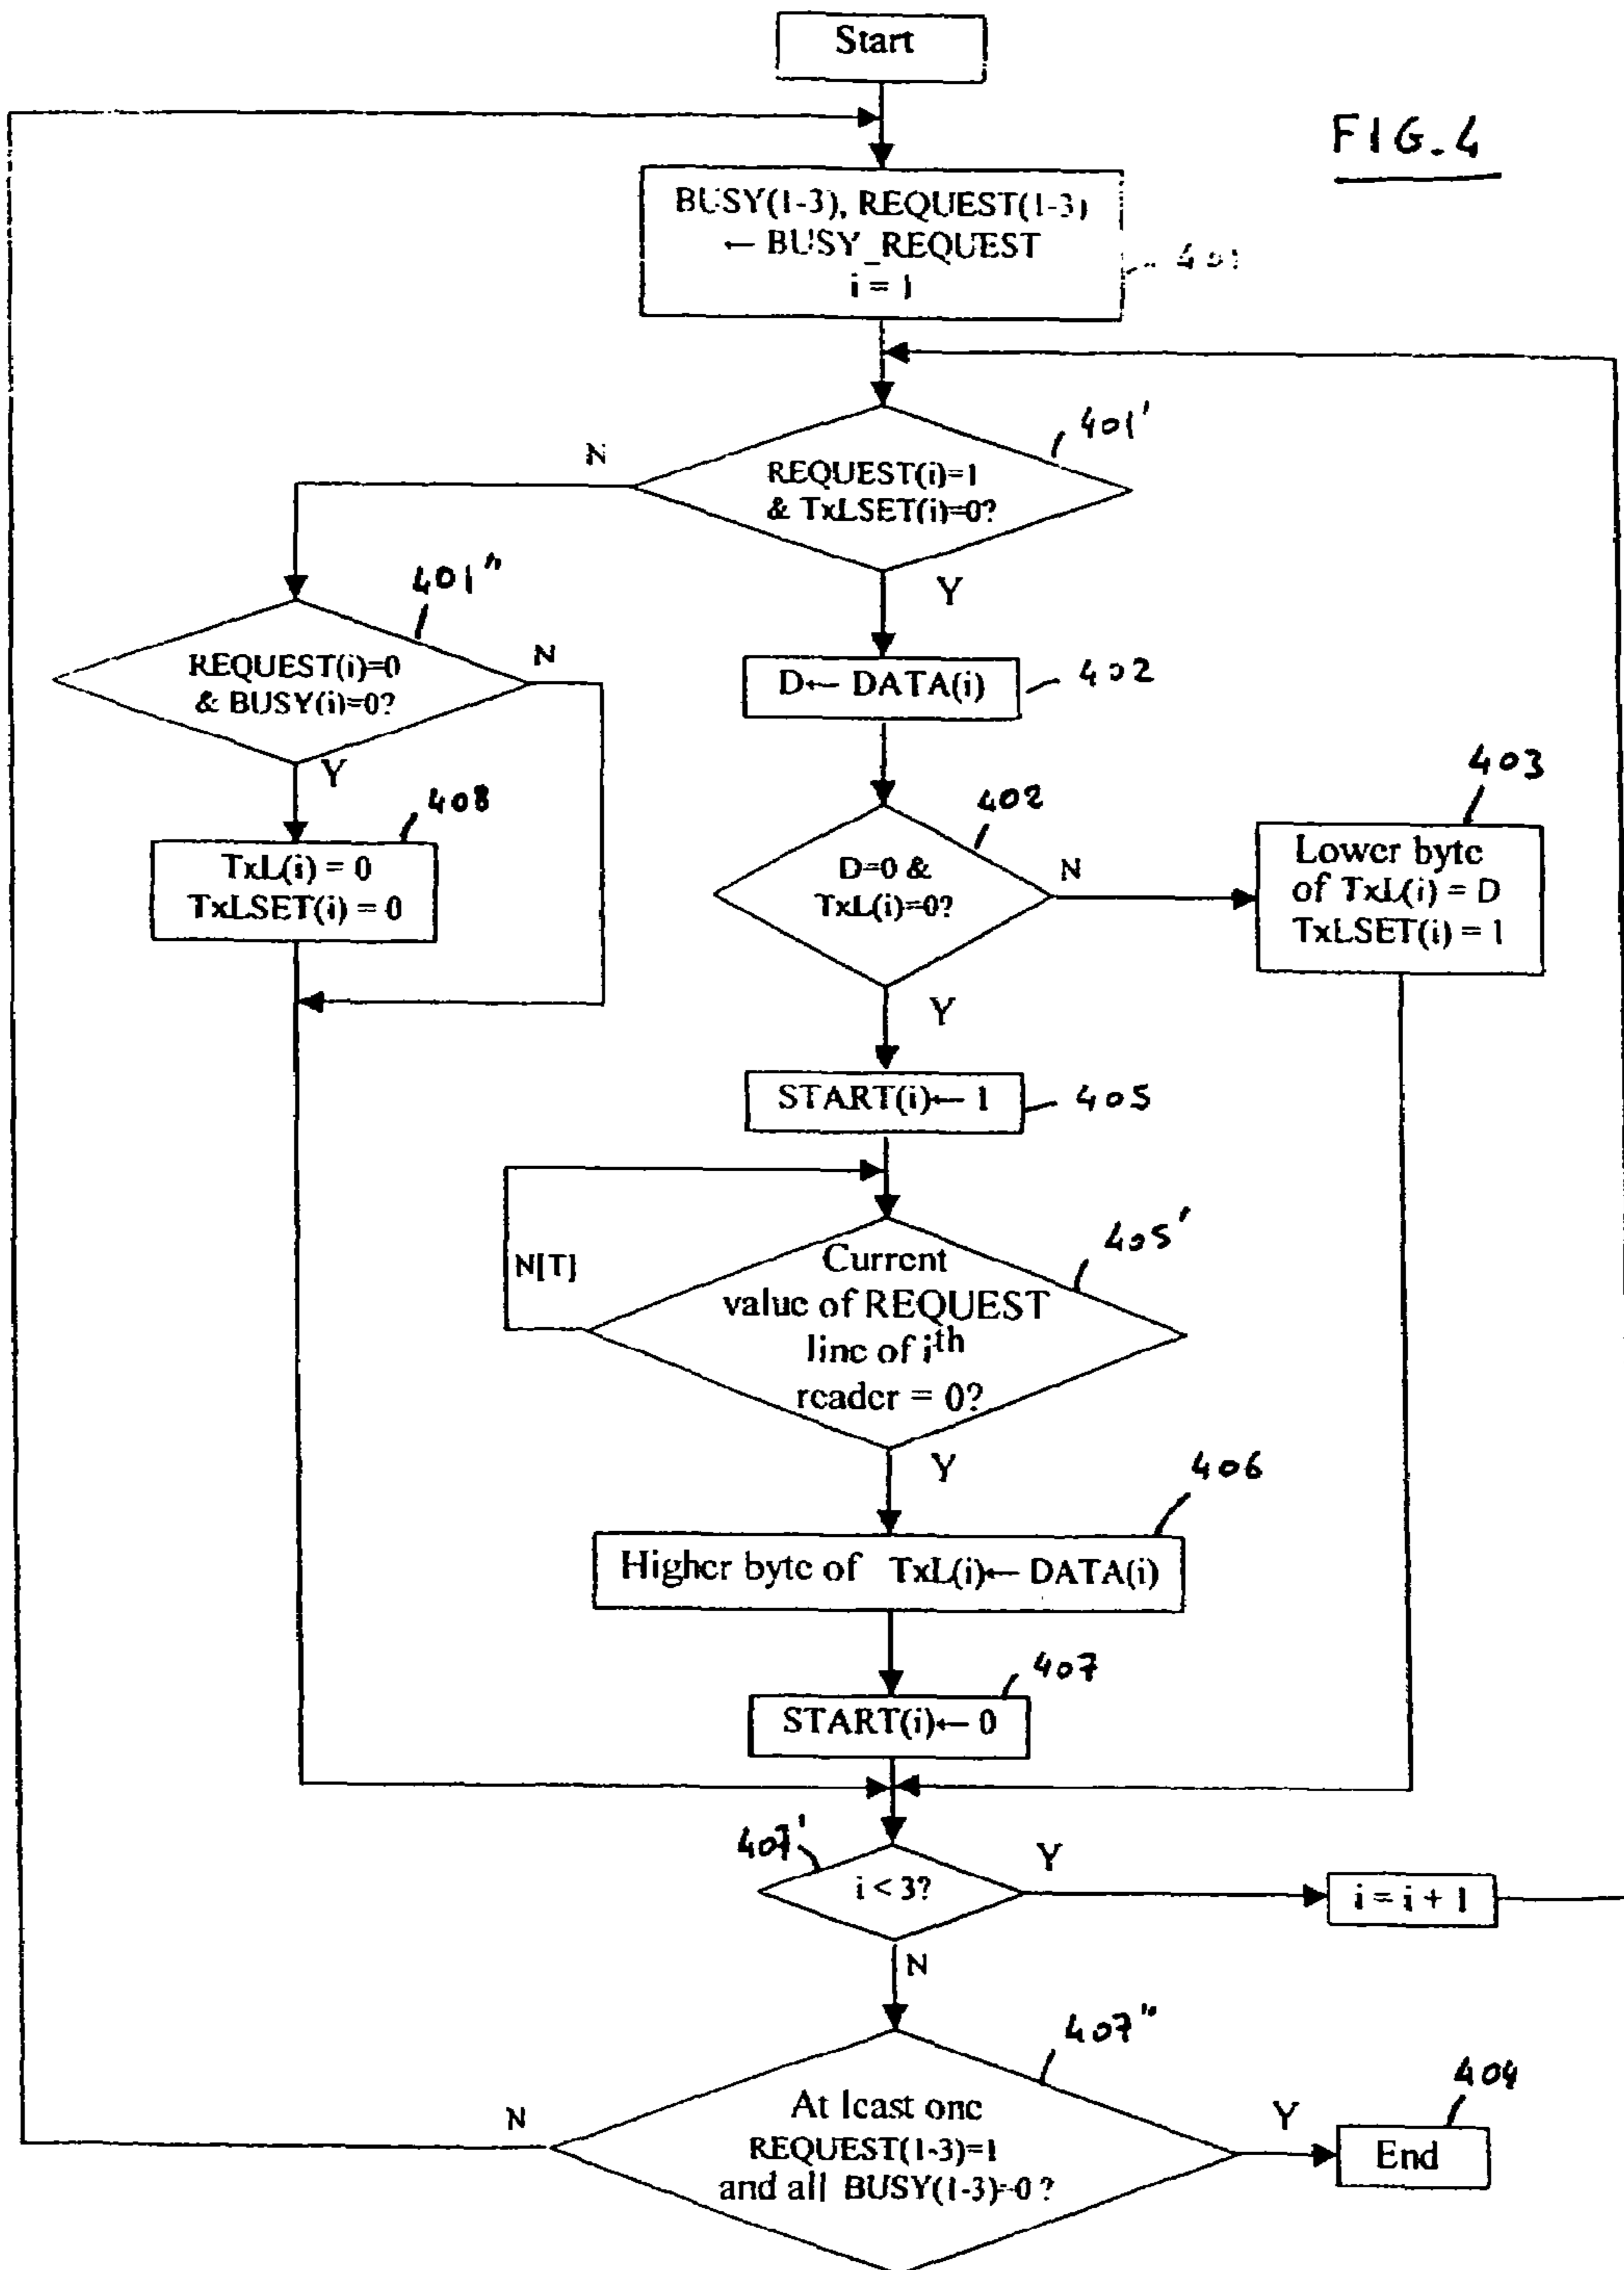 Start
FIG.4
BUSY(1-3), REQUEST(1-3)
← BUSY_REQUEST
i = 1
401
401'
N
REQUEST(i)=1
& TxLSET(i)=0?
Y
401"
REQUEST(i)=0
& BUSY(i)=0?
N
Y
D← DATA(i)
402
408
TxL(i) = 0
TxLSET(i) = 0
402
D=0 &
TxL(i)=0?
N
Y
403
Lower byte
of TxL(i) = D
TxLSET(i) = 1
START(i)← 1
405
N[T]
405'
Current
value of REQUEST
line of ith
reader = 0?
Y
406
Higher byte of TxL(i)← DATA(i)
407
START(i)← 0
407'
i < 3?
Y
i = i + 1
N
407"
At least one
REQUEST(1-3)=1
and all BUSY(1-3)=0?
N
Y
404
End